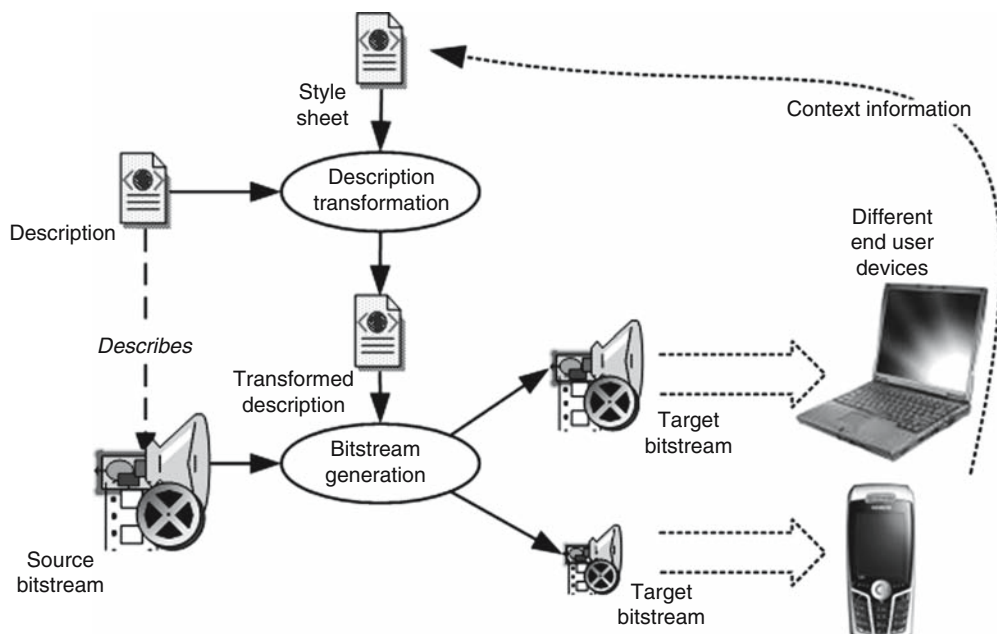 Style
sheet
Context information
Description
transformation
Description
Different
end user
devices
Describes
Transformed
description
Target
bitstream
Bitstream
generation
Source
bitstream
Target
bitstream